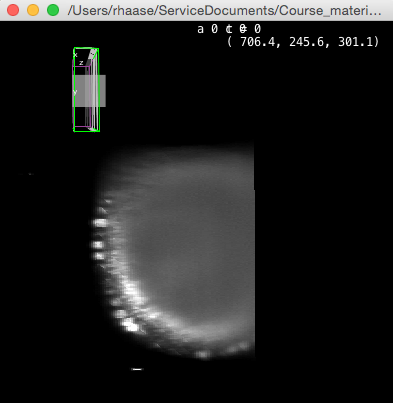 /Users/rhaase/ServiceDocuments/Course_materi...
( 706.4, 245.6, 301.1)
x
z
y